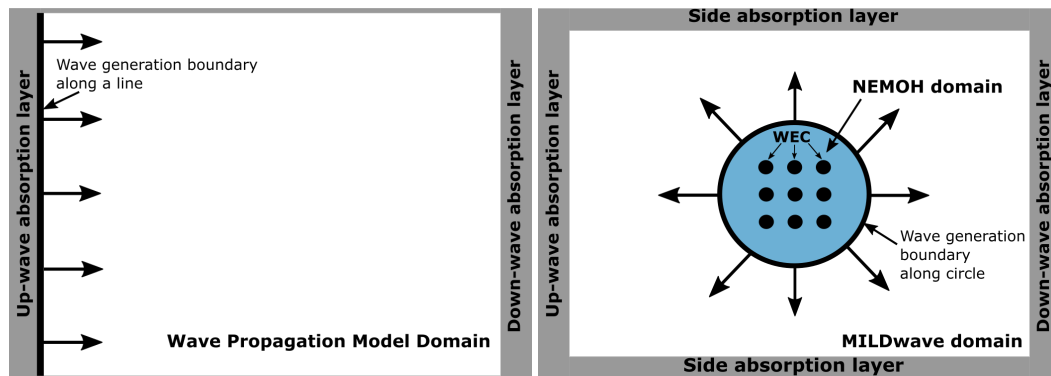 Up-wave absorption layer
Wave generation boundary
along a line
Wave Propagation Model Domain
Down-wave absorption layer
Side absorption layer
Up-wave absorption layer
NEMOH domain
WEC
Wave generation
boundary
along circle
MILDwave domain
Down-wave absorption layer
Side absorption layer